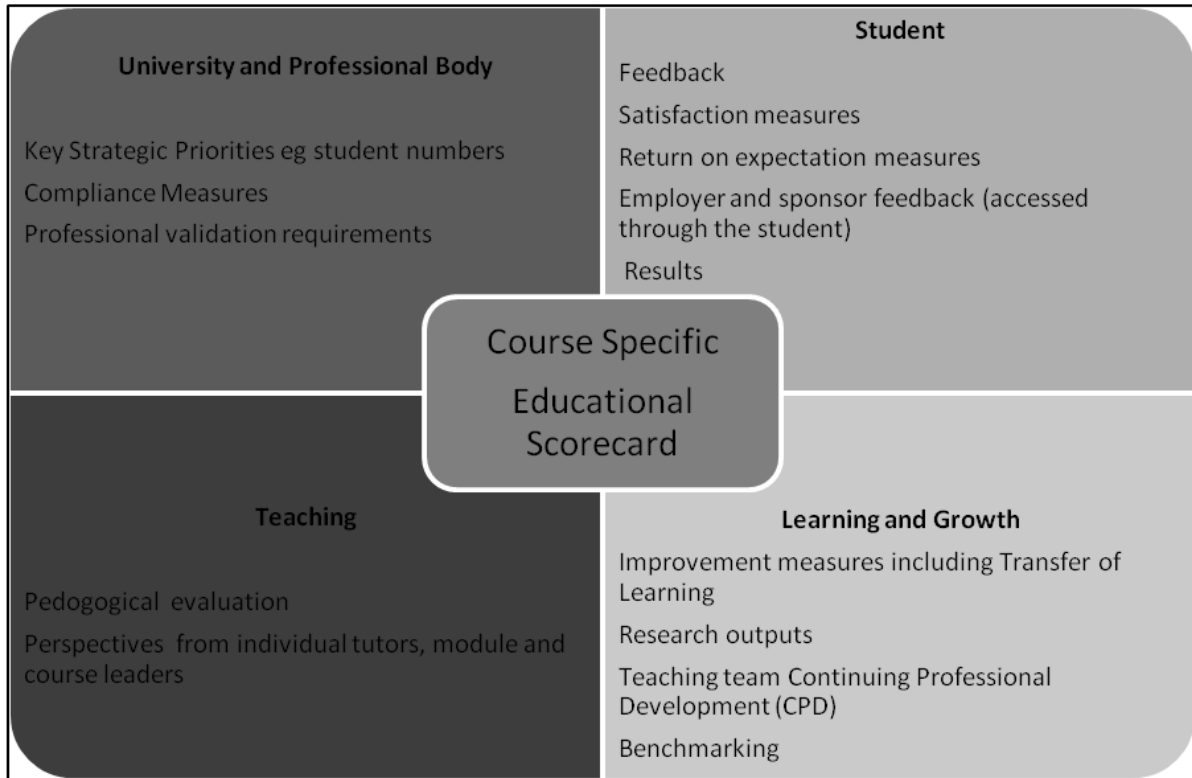 University and Professional Body
Key Strategic Priorities eg student numbers
Compliance Measures
Professional validation requirements
Student
Feedback
Satisfaction measures
Return on expectation measures
Employer and sponsor feedback (accessed
through the student)
Results
Course Specific
Educational
Scorecard
Teaching
Pedogogical evaluation
Perspectives from individual tutors, module and
course leaders
Learning and Growth
Improvement measures including Transfer of
Learning
Research outputs
Teaching team Continuing Professional
Development (CPD)
Benchmarking